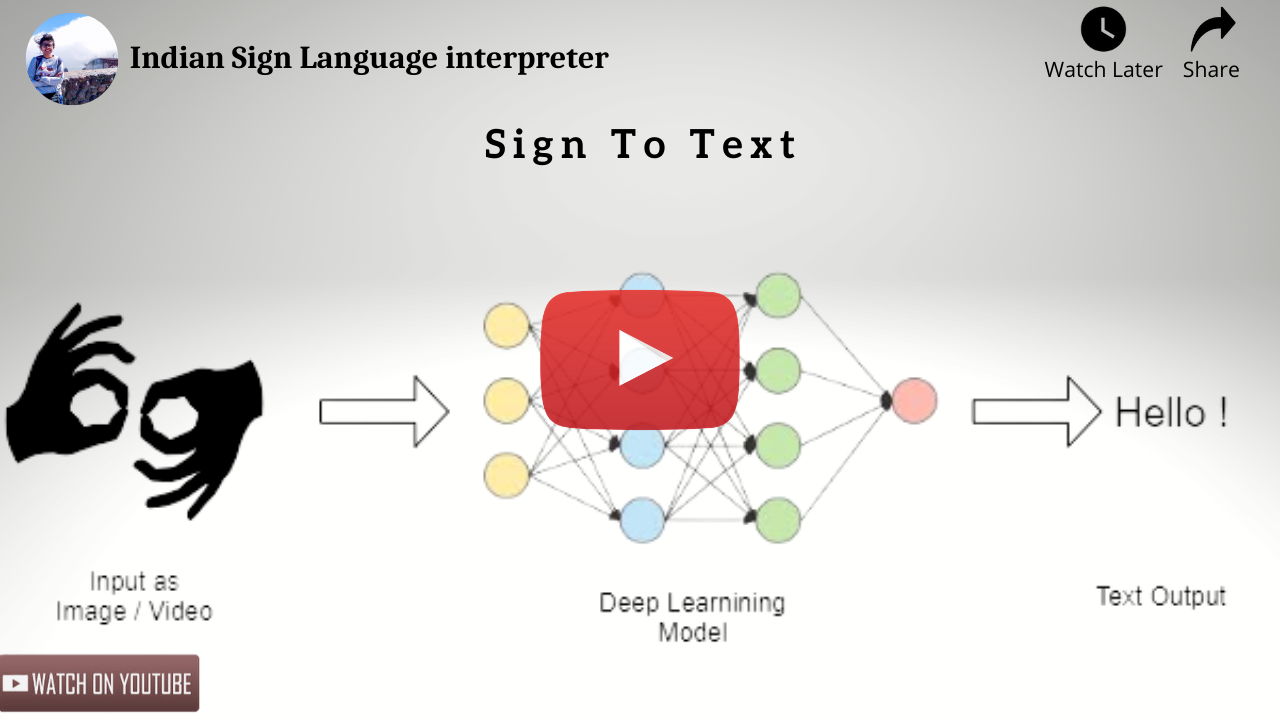 Indian Sign Language interpreter
Watch Later
Share
Sign To Text
Hello !
Input as
Image / Video
Deep Learnining
Model
Text Output
WATCH ON YOUTUBE